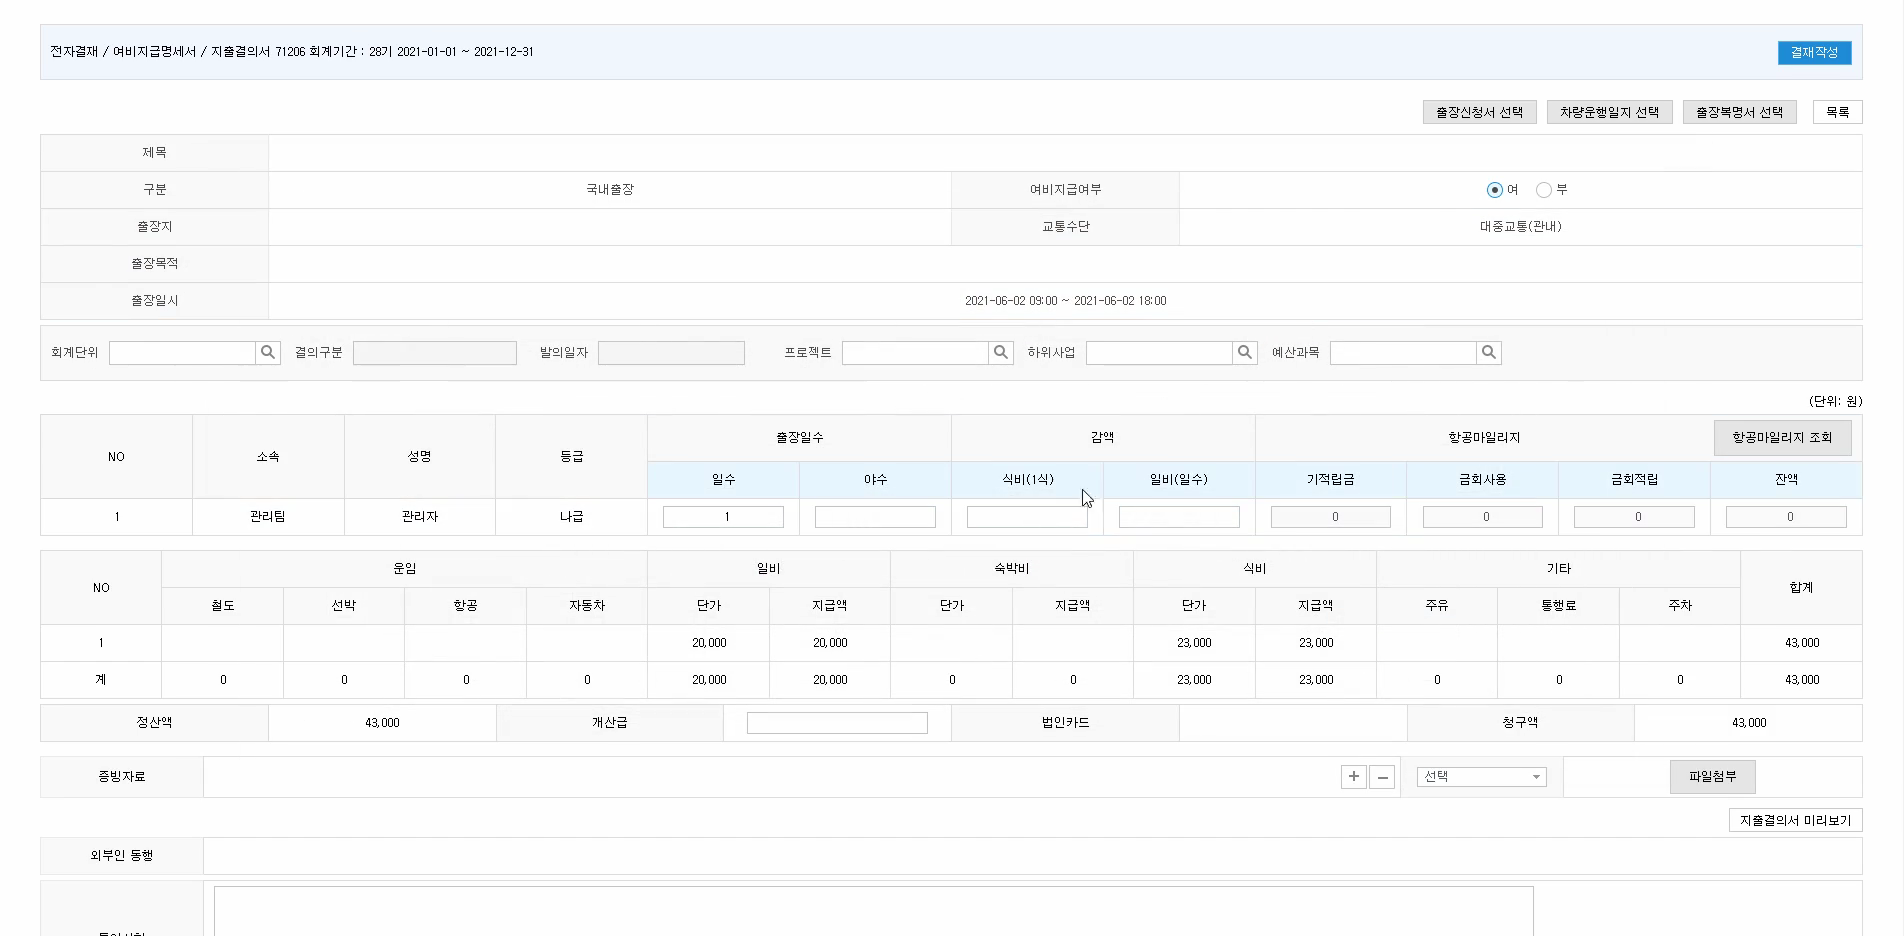 전자결재 / 여비지급명세서 / 지출결의서 71206 회계기간 : 28기 2021-01-01 ~ 2021-12-31
결재작성
출장신청서 선택 차량운행일지 선택 출장복명서 선택 목록
제목
구분 국내출장 여비지급여부 여 부
출장지 교통수단 대중교통(관내)
출장목적
출장일시 2021-06-02 09:00 ~ 2021-06-02 18:00
회계단위 결의구분 발의일자 프로젝트 하위사업 예산과목
(단위: 원)
NO 소속 성명 등급 출장일수 감액 항공마일리지 항공마일리지 조회
일수 야수 식비(1식) 일비(일수) 기적립금 금회사용 금회적립 잔액
1 관리팀 관리자 나급 1 0 0 0 0
NO 운임 일비 숙박비 식비 기타 합계
철도 선박 항공 자동차 단가 지급액 단가 지급액 단가 지급액 주유 통행료 주차
1 20,000 20,000 23,000 23,000 43,000
계 0 0 0 0 20,000 20,000 0 0 23,000 23,000 0 0 0 43,000
정산액 43,000 개산급 법인카드 청구액 43,000
증빙자료 + − 선택 파일첨부
지출결의서 미리보기
외부인 동행